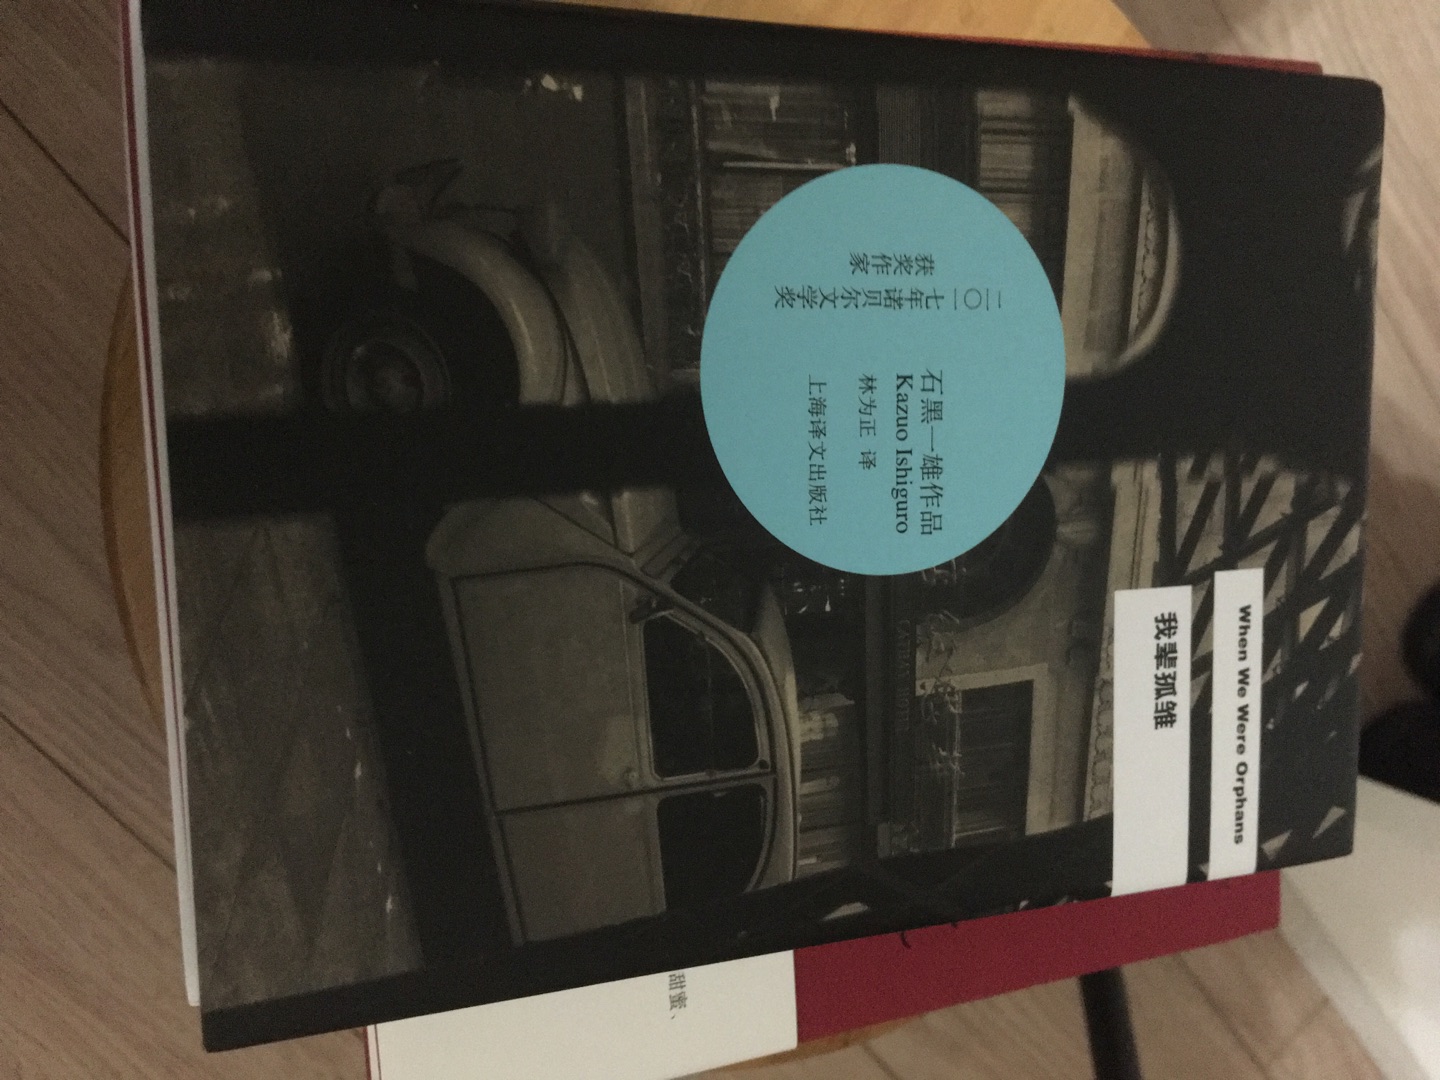 When We Were Orphans
我辈孤雏
二〇一七年诺贝尔文学奖
获奖作家
石黑一雄作品
Kazuo Ishiguro
林为正 译
上海译文出版社
甜蜜、